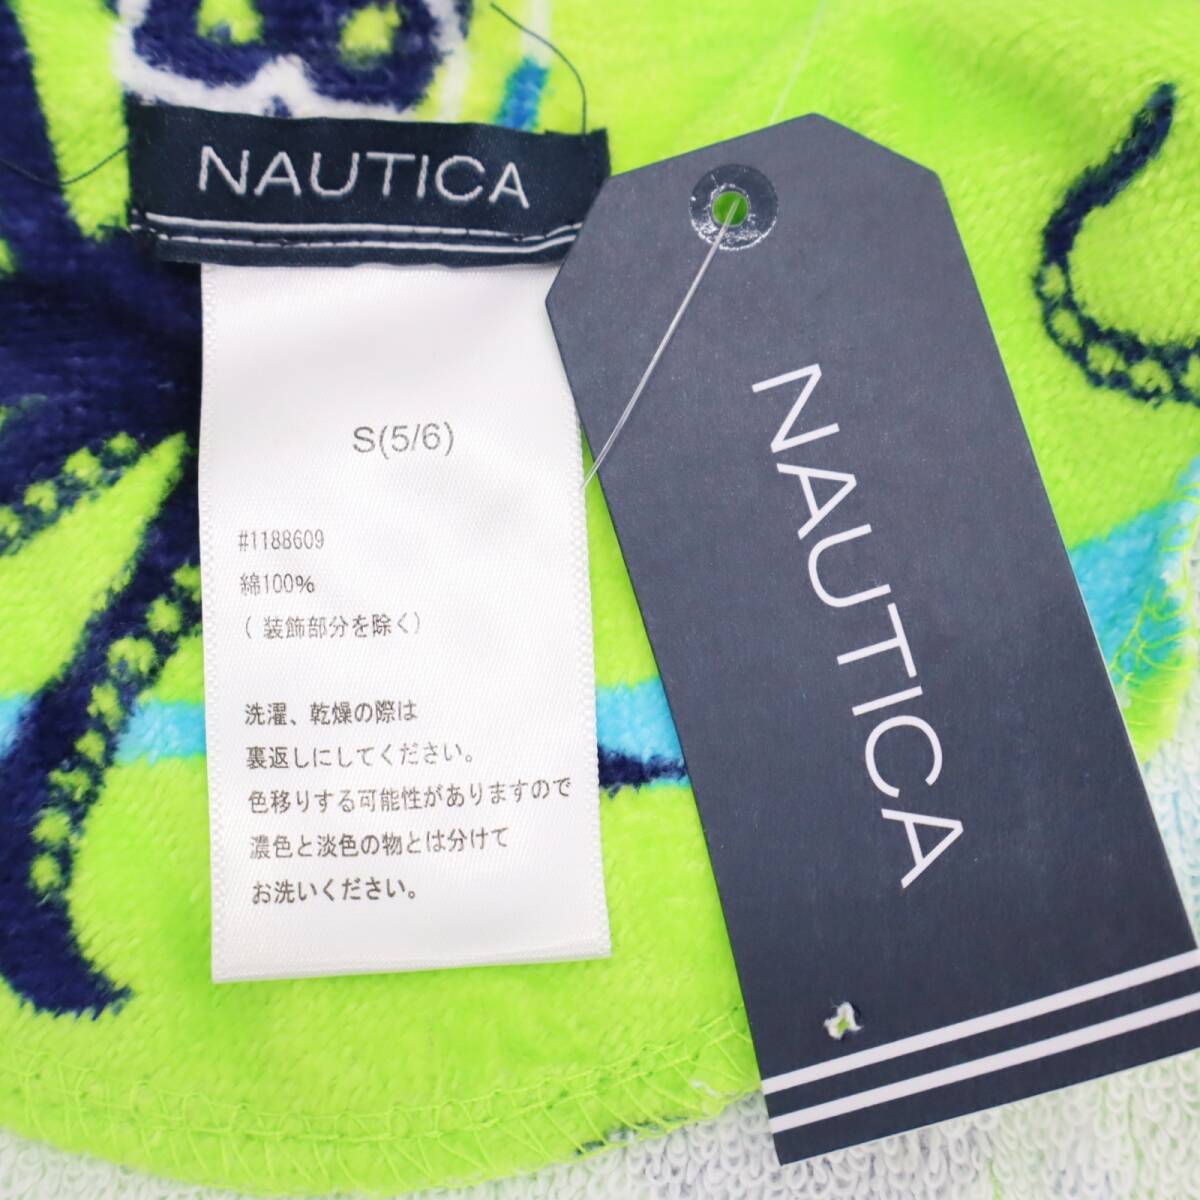 NAUTICA
S(5/6)
#1188609
綿100%
( 装飾部分を除く)
洗濯、乾燥の際は
裏返しにしてください。
色移りする可能性がありますので
濃色と淡色の物とは分けて
お洗いください。
NAUTICA